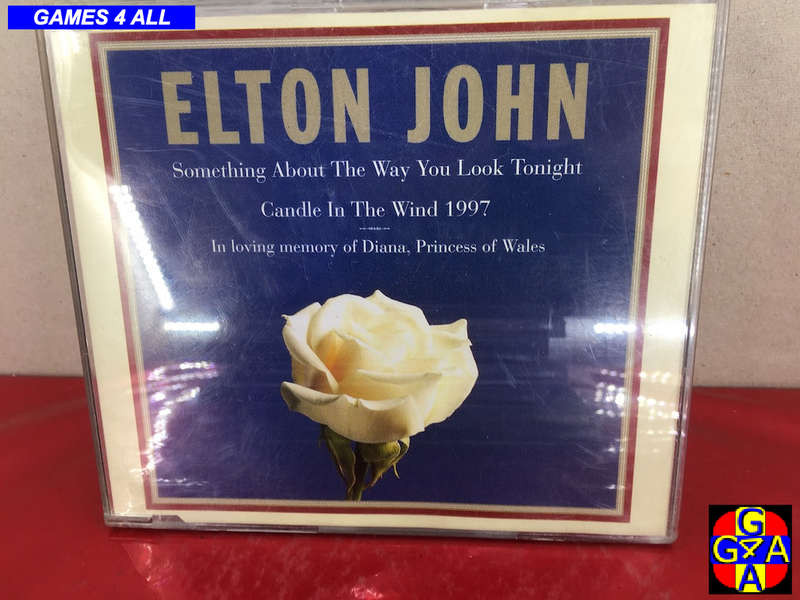 GAMES 4 ALL
ELTON JOHN
Something About The Way You Look Tonight
Candle In The Wind 1997
In loving memory of Diana, Princess of Wales
G
G4A
A